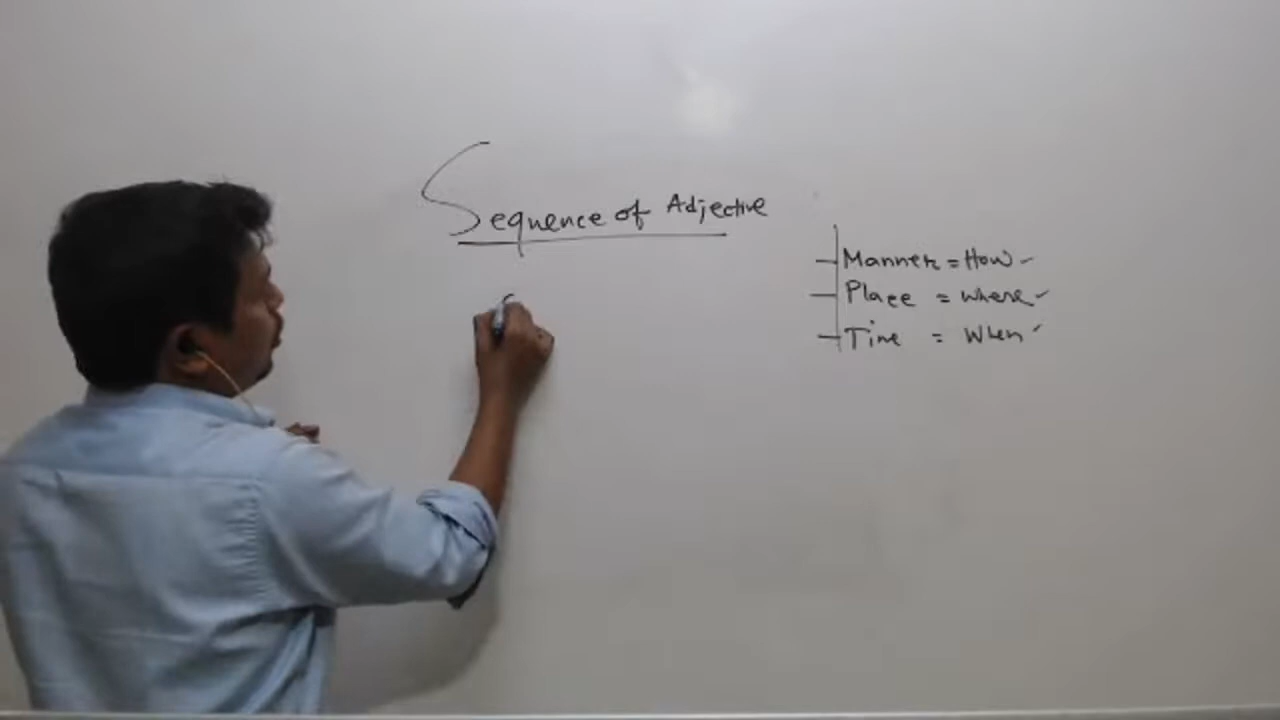 Sequence of Adjective
Manner = How
Place = Where
Time = When